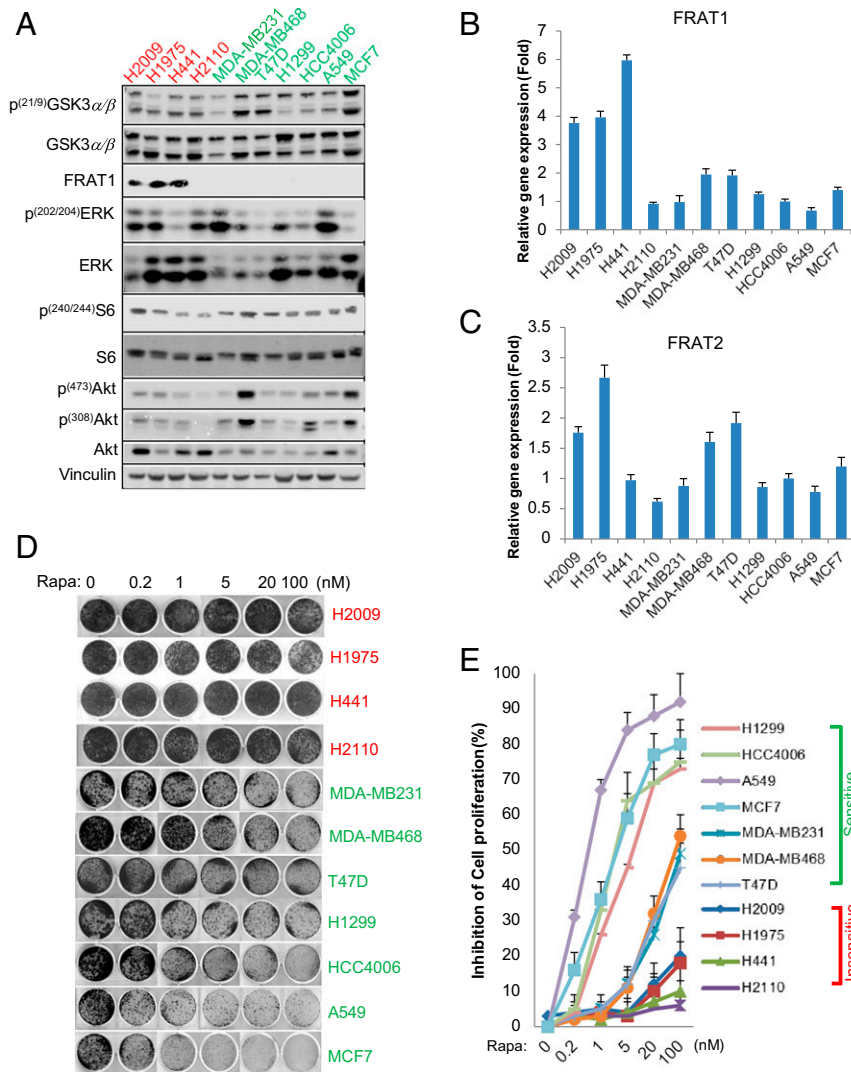 A
H2009
H1975
H441
H2110
MDA-MB231
MDA-MB468
T47D
H1299
HCC4006
A549
MCF7
p(21/9)GSK3α/β
GSK3α/β
FRAT1
p(202/204)ERK
ERK
p(240/244)S6
S6
p(473)Akt
p(308)Akt
Akt
Vinculin
B
FRAT1
Relative gene expression (Fold)
7
6
5
4
3
2
1
0
H2009
H1975
H441
H2110
MDA-MB231
MDA-MB468
T47D
H1299
HCC4006
A549
MCF7
C
FRAT2
Relative gene expression (Fold)
3.5
3
2.5
2
1.5
1
0.5
0
H2009
H1975
H441
H2110
MDA-MB231
MDA-MB468
T47D
H1299
HCC4006
A549
MCF7
D
Rapa: 0 0.2 1 5 20 100 (nM)
H2009
H1975
H441
H2110
MDA-MB231
MDA-MB468
T47D
H1299
HCC4006
A549
MCF7
E
Inhibition of Cell proliferation(%)
100
90
80
70
60
50
40
30
20
10
0
Rapa: 0 0.2 1 5 20 100 (nM)
H1299
HCC4006
A549
MCF7
MDA-MB231
MDA-MB468
T47D
H2009
H1975
H441
H2110
Sensitive
Insensitive